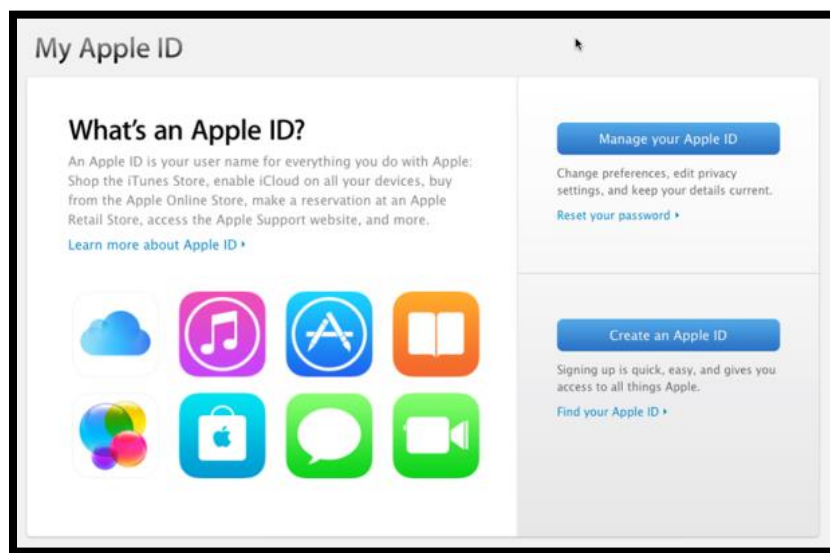 My Apple ID
What's an Apple ID?
An Apple ID is your user name for everything you do with Apple:
Shop the iTunes Store, enable iCloud on all your devices, buy
from the Apple Online Store, make a reservation at an Apple
Retail Store, access the Apple Support website, and more.
Learn more about Apple ID ▸
Manage your Apple ID
Change preferences, edit privacy
settings, and keep your details current.
Reset your password ▸
Create an Apple ID
Signing up is quick, easy, and gives you
access to all things Apple.
Find your Apple ID ▸